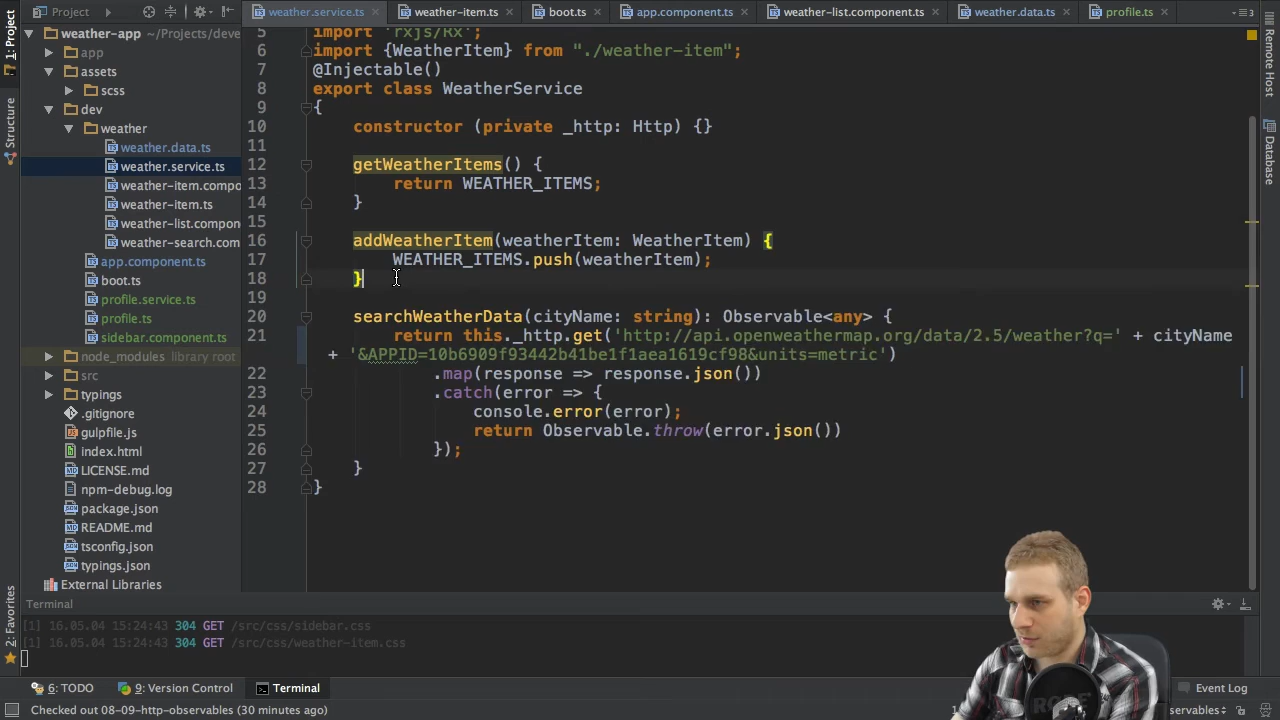 1: Project
Structure
2: Favorites
Remote Host
Database
Project
weather.service.ts
weather-item.ts
boot.ts
app.component.ts
weather-list.component.ts
weather.data.ts
profile.ts
3
weather-app ~/Projects/deve
app
assets
scss
dev
weather
weather.data.ts
weather.service.ts
weather-item.compo
weather-item.ts
weather-list.compon
weather-search.com
app.component.ts
boot.ts
profile.service.ts
profile.ts
sidebar.component.ts
node_modules library root
src
typings
.gitignore
gulpfile.js
index.html
LICENSE.md
npm-debug.log
package.json
README.md
tsconfig.json
typings.json
External Libraries
5 import 'rxjs/Rx';
6 import {WeatherItem} from "./weather-item";
7 @Injectable()
8 export class WeatherService
9 {
10 constructor (private _http: Http) {}
11
12 getWeatherItems() {
13 return WEATHER_ITEMS;
14 }
15
16 addWeatherItem(weatherItem: WeatherItem) {
17 WEATHER_ITEMS.push(weatherItem);
18 }
19
20 searchWeatherData(cityName: string): Observable<any> {
21 return this._http.get('http://api.openweathermap.org/data/2.5/weather?q=' + cityName
+ '&APPID=10b6909f93442b41be1f1aea1619cf98&units=metric')
22 .map(response => response.json())
23 .catch(error => {
24 console.error(error);
25 return Observable.throw(error.json())
26 });
27 }
28 }
Terminal
[1] 16.05.04 15:24:43 304 GET /src/css/sidebar.css
[1] 16.05.04 15:24:43 304 GET /src/css/weather-item.css
6: TODO
9: Version Control
Terminal
Event Log
Checked out 08-09-http-observables (30 minutes ago)
servables